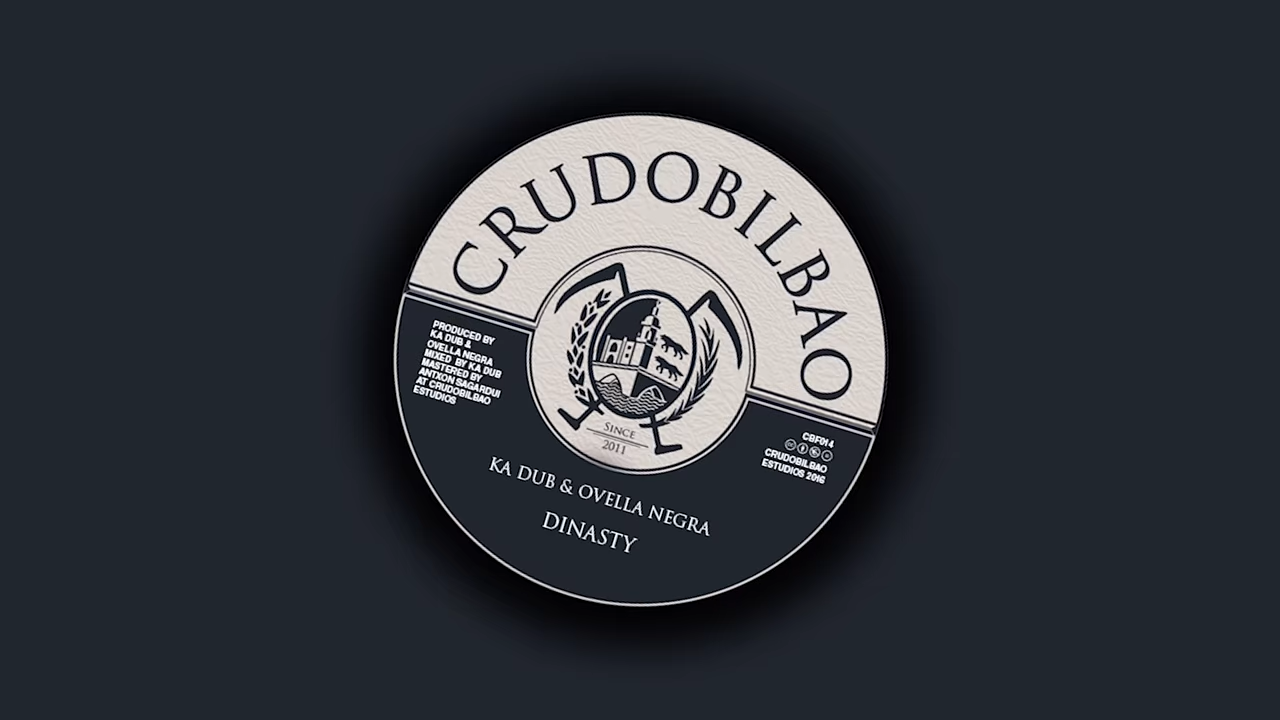 CRUDOBILBAO
PRODUCED BY
KA DUB &
OVELLA NEGRA
MIXED BY KA DUB
MASTERED BY
ANTXON SAGARDUI
AT CRUDOBILBAO
ESTUDIOS
SINCE
2011
CBF014
CRUDOBILBAO
ESTUDIOS 2016
KA DUB & OVELLA NEGRA
DINASTY